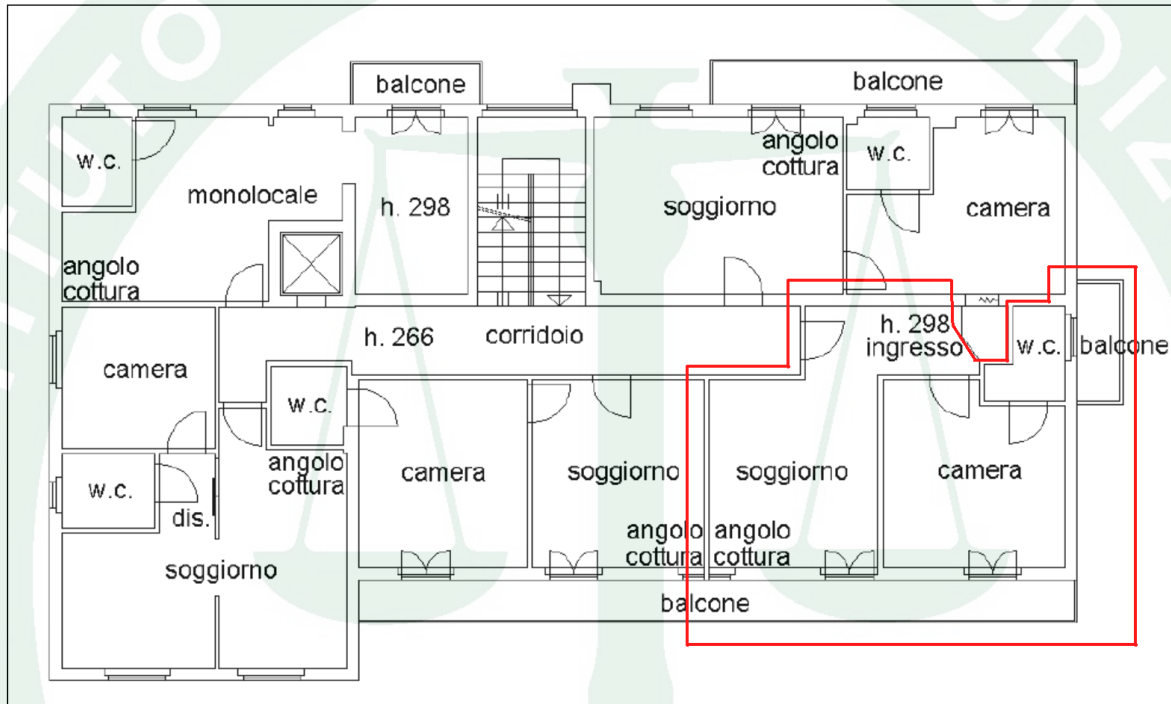 balcone
balcone
w.c.
monolocale
h. 298
angolo
cottura
soggiorno
w.c.
camera
angolo
cottura
h. 266
corridoio
h. 298
ingresso
w.c.
balcone
camera
w.c.
angolo
cottura
camera
soggiorno
soggiorno
camera
w.c.
dis.
angolo
cottura
angolo
cottura
soggiorno
balcone